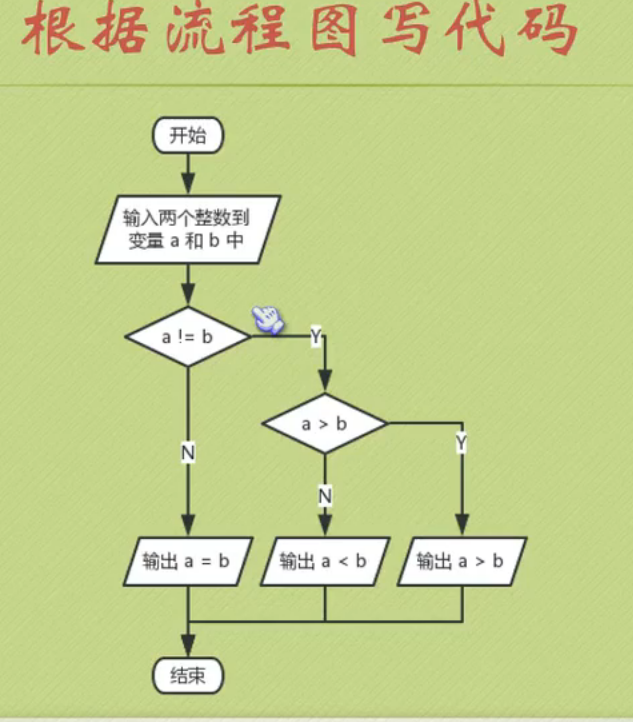 根据流程图写代码
开始
输入两个整数到
变量 a 和 b 中
a != b
Y
a > b
N
Y
N
输出 a = b
输出 a < b
输出 a > b
结束